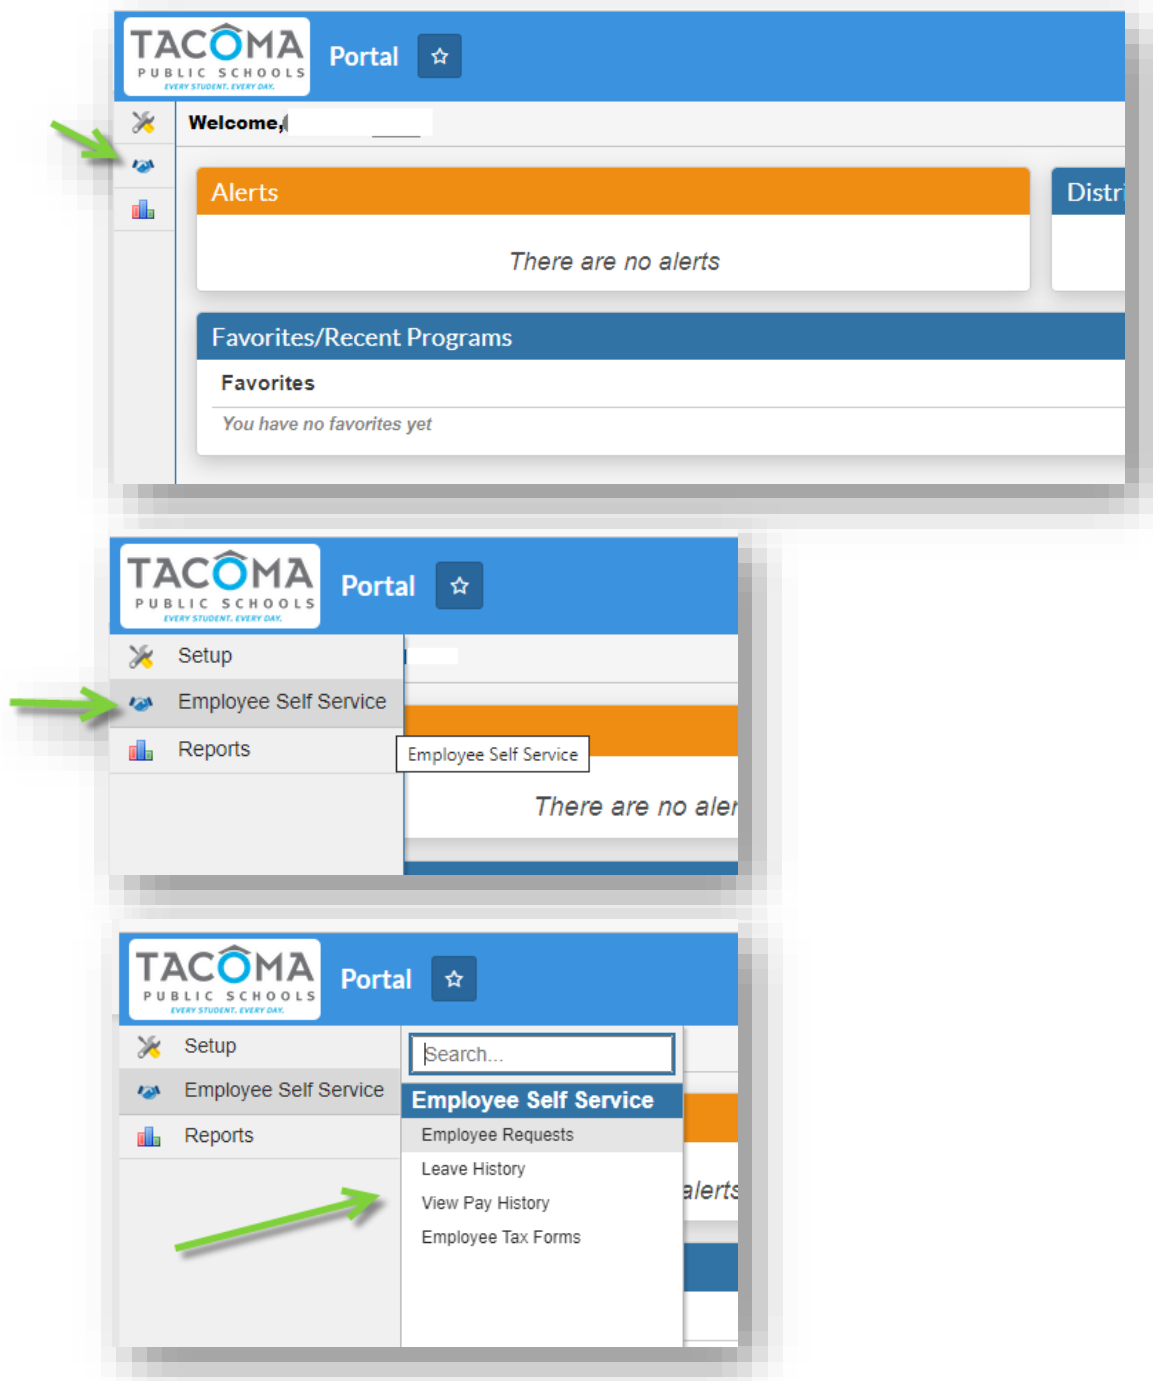 TACOMA
PUBLIC SCHOOLS
EVERY STUDENT. EVERY DAY.
Portal
Welcome,
Alerts
Distri
There are no alerts
Favorites/Recent Programs
Favorites
You have no favorites yet
TACOMA
PUBLIC SCHOOLS
EVERY STUDENT. EVERY DAY.
Portal
Setup
Employee Self Service
Reports
Employee Self Service
There are no aler
TACOMA
PUBLIC SCHOOLS
EVERY STUDENT. EVERY DAY.
Portal
Setup
Search...
Employee Self Service
Employee Self Service
Reports
Employee Requests
Leave History
alerts
View Pay History
Employee Tax Forms